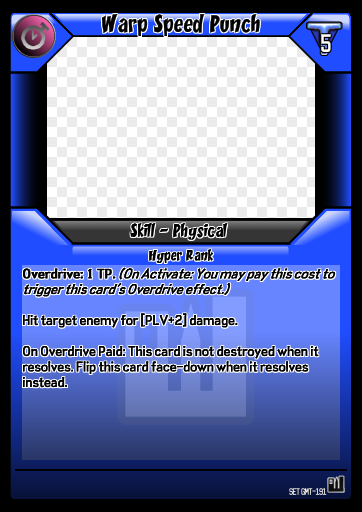 Warp Speed Punch
5
Skill - Physical
Hyper Rank
Overdrive: 1 TP. (On Activate: You may pay this cost to
trigger this card's Overdrive effect.)
Hit target enemy for [PLV+2] damage.
On Overdrive Paid: This card is not destroyed when it
resolves. Flip this card face-down when it resolves
instead.
SET GMT-191